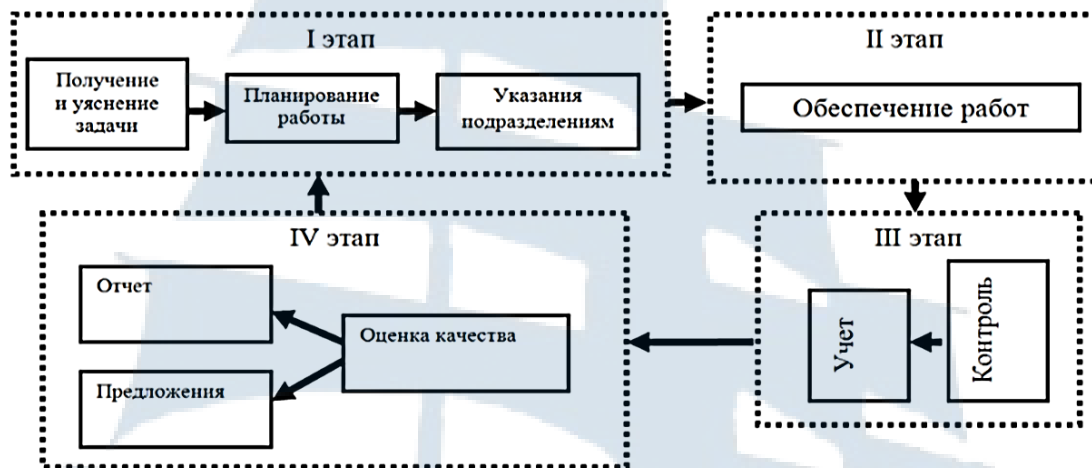 I этап
Получение
и уяснение
задачи
Планирование
работы
Указания
подразделениям
II этап
Обеспечение работ
III этап
Учет
Контроль
IV этап
Отчет
Предложения
Оценка качества